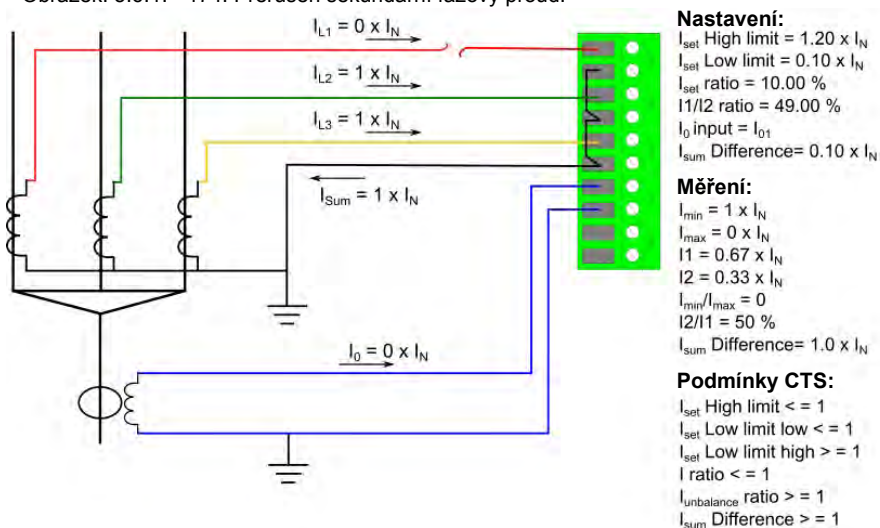 I_L1 = 0 x I_N
I_L2 = 1 x I_N
I_L3 = 1 x I_N
I_Sum = 1 x I_N
I_0 = 0 x I_N
Nastavení:
I_set High limit = 1.20 x I_N
I_set Low limit = 0.10 x I_N
I_set ratio = 10.00 %
I1/I2 ratio = 49.00 %
I_0 input = I_01
I_sum Difference= 0.10 x I_N
Měření:
I_min = 1 x I_N
I_max = 0 x I_N
I1 = 0.67 x I_N
I2 = 0.33 x I_N
I_min/I_max = 0
I2/I1 = 50 %
I_sum Difference= 1.0 x I_N
Podmínky CTS:
I_set High limit < = 1
I_set Low limit low < = 1
I_set Low limit high > = 1
I ratio < = 1
I_unbalance ratio > = 1
I_sum Difference > = 1